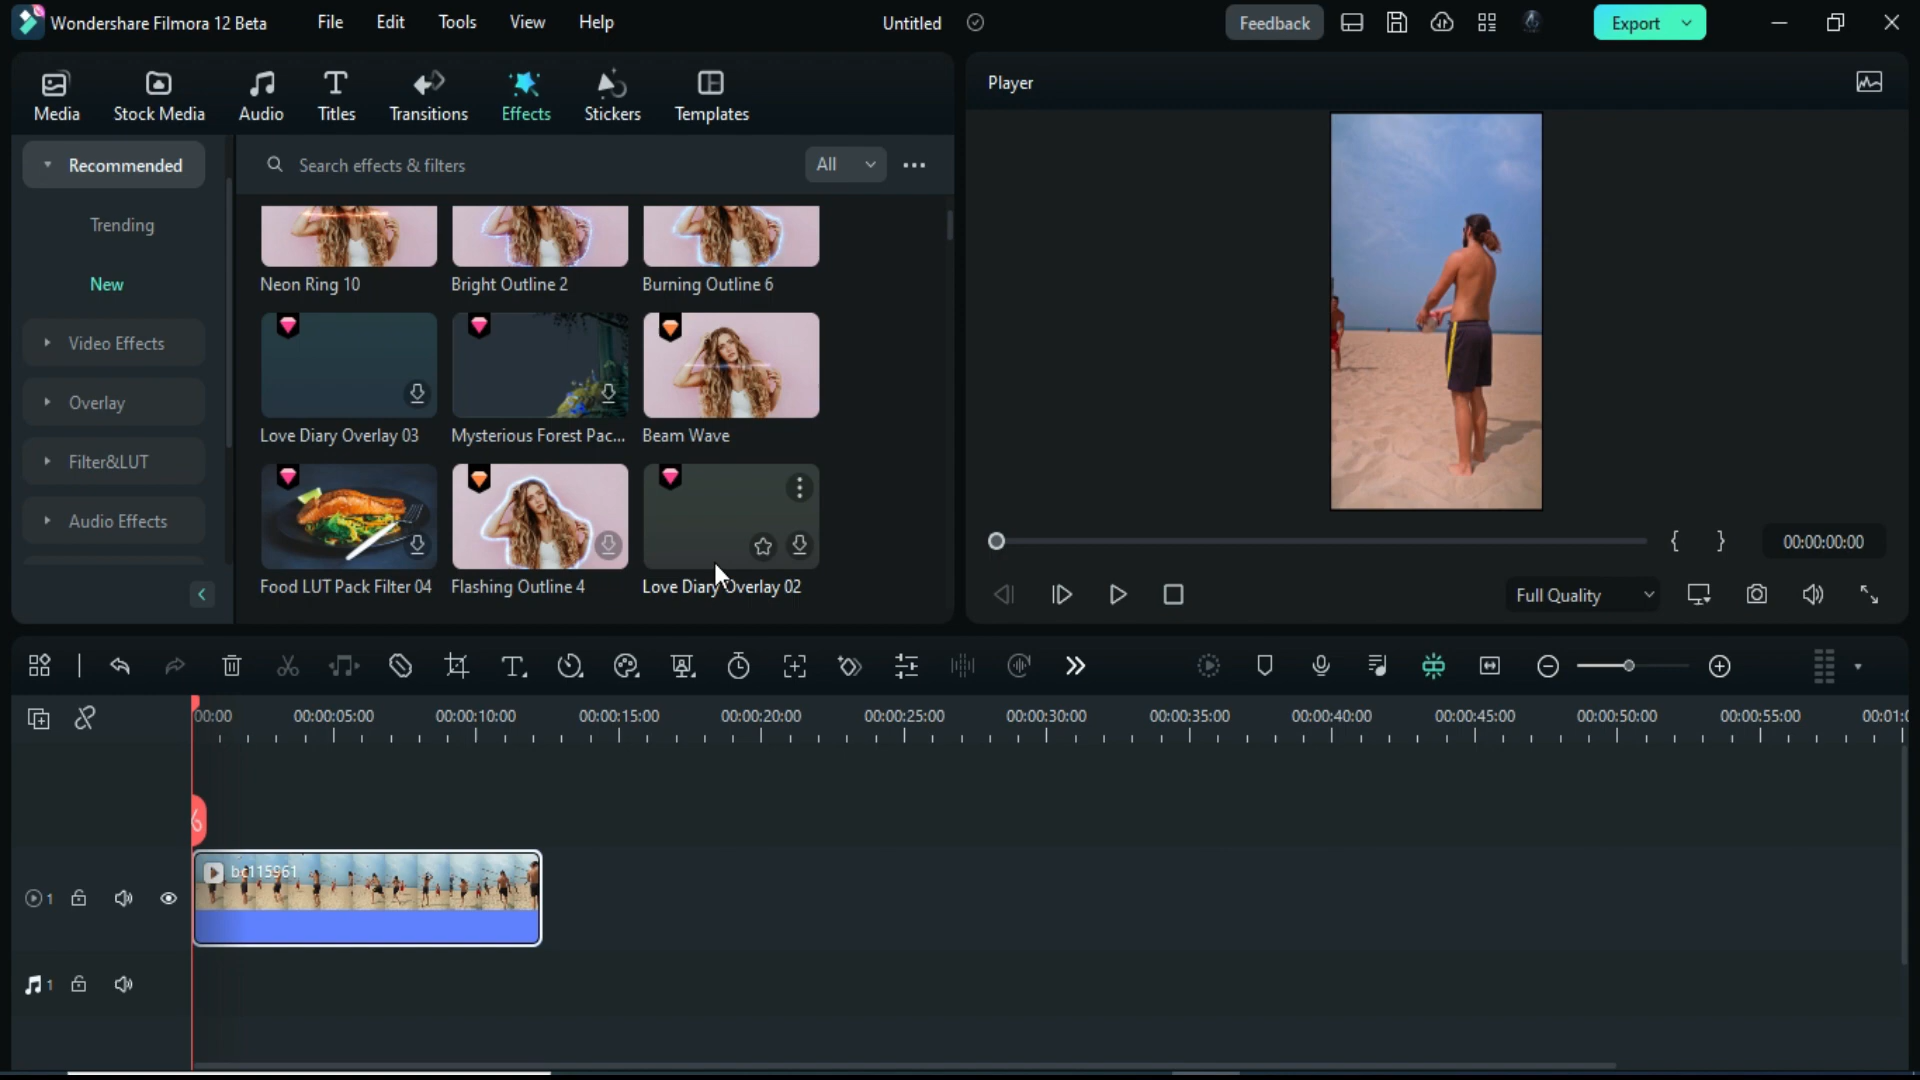 Wondershare Filmora 12 Beta
File
Edit
Tools
View
Help
Untitled
Feedback
Export
Media
Stock Media
Audio
Titles
Transitions
Effects
Stickers
Templates
Player
Recommended
Search effects & filters
All
Trending
New
Neon Ring 10
Bright Outline 2
Burning Outline 6
Video Effects
Overlay
Love Diary Overlay 03
Mysterious Forest Pac...
Beam Wave
Filter&LUT
Audio Effects
Food LUT Pack Filter 04
Flashing Outline 4
Love Diary Overlay 02
00:00:00:00
Full Quality
00:00
00:00:05:00
00:00:10:00
00:00:15:00
00:00:20:00
00:00:25:00
00:00:30:00
00:00:35:00
00:00:40:00
00:00:45:00
00:00:50:00
00:00:55:00
00:01:0
bc115961
1
1